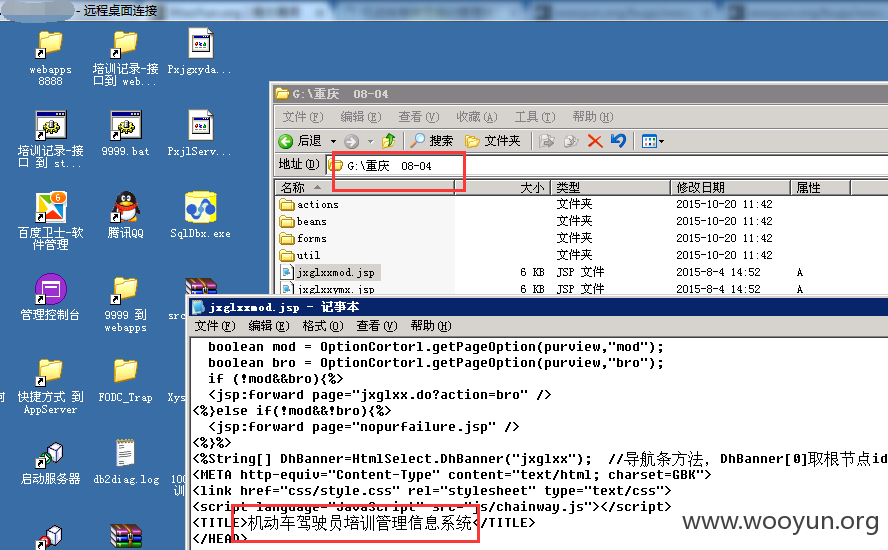 - 远程桌面连接
webapps
8888
培训记录-接
口到 web...
Pxjgxyda...
培训记录-接
口 到 st...
9999.bat
PxjlServ...
百度卫士-软
件管理
腾讯QQ
SqlDbx.exe
管理控制台
9999 到
webapps
src
快捷方式 到
AppServer
FODC_Trap
Xys
启动服务器
db2diag.log
100
训
G:\重庆 08-04
文件(F) 编辑(E) 查看(V) 收藏(A) 工具(T) 帮助(H)
后退 搜索 文件夹
地址(D) G:\重庆 08-04
名称 大小 类型 修改日期 属性
actions 文件夹 2015-10-20 11:42
beans 文件夹 2015-10-20 11:42
forms 文件夹 2015-10-20 11:42
util 文件夹 2015-10-20 11:42
jxglxxmod.jsp 6 KB JSP 文件 2015-8-4 14:52 A
jxglxxymx.jsp 6 KB JSP 文件 2015-8-4 14:52 A
jxglxxmod.jsp - 记事本
文件(F) 编辑(E) 格式(O) 查看(V) 帮助(H)
boolean mod = OptionCortorl.getPageOption(purview,"mod");
boolean bro = OptionCortorl.getPageOption(purview,"bro");
if (!mod&&bro){%>
<jsp:forward page="jxglxx.do?action=bro" />
<%}else if(!mod&&!bro){%>
<jsp:forward page="nopurfailure.jsp" />
<%}%>
<%String[] DhBanner=HtmlSelect.DhBanner("jxglxx"); //导航条方法, DhBanner[0]取根节点id
<META http-equiv="Content-Type" content="text/html; charset=GBK">
<link href="css/style.css" rel="stylesheet" type="text/css">
<script language="JavaScript" src="js/chainway.js"></script>
<TITLE>机动车驾驶员培训管理信息系统</TITLE>
</HEAD>
www.wooyun.org